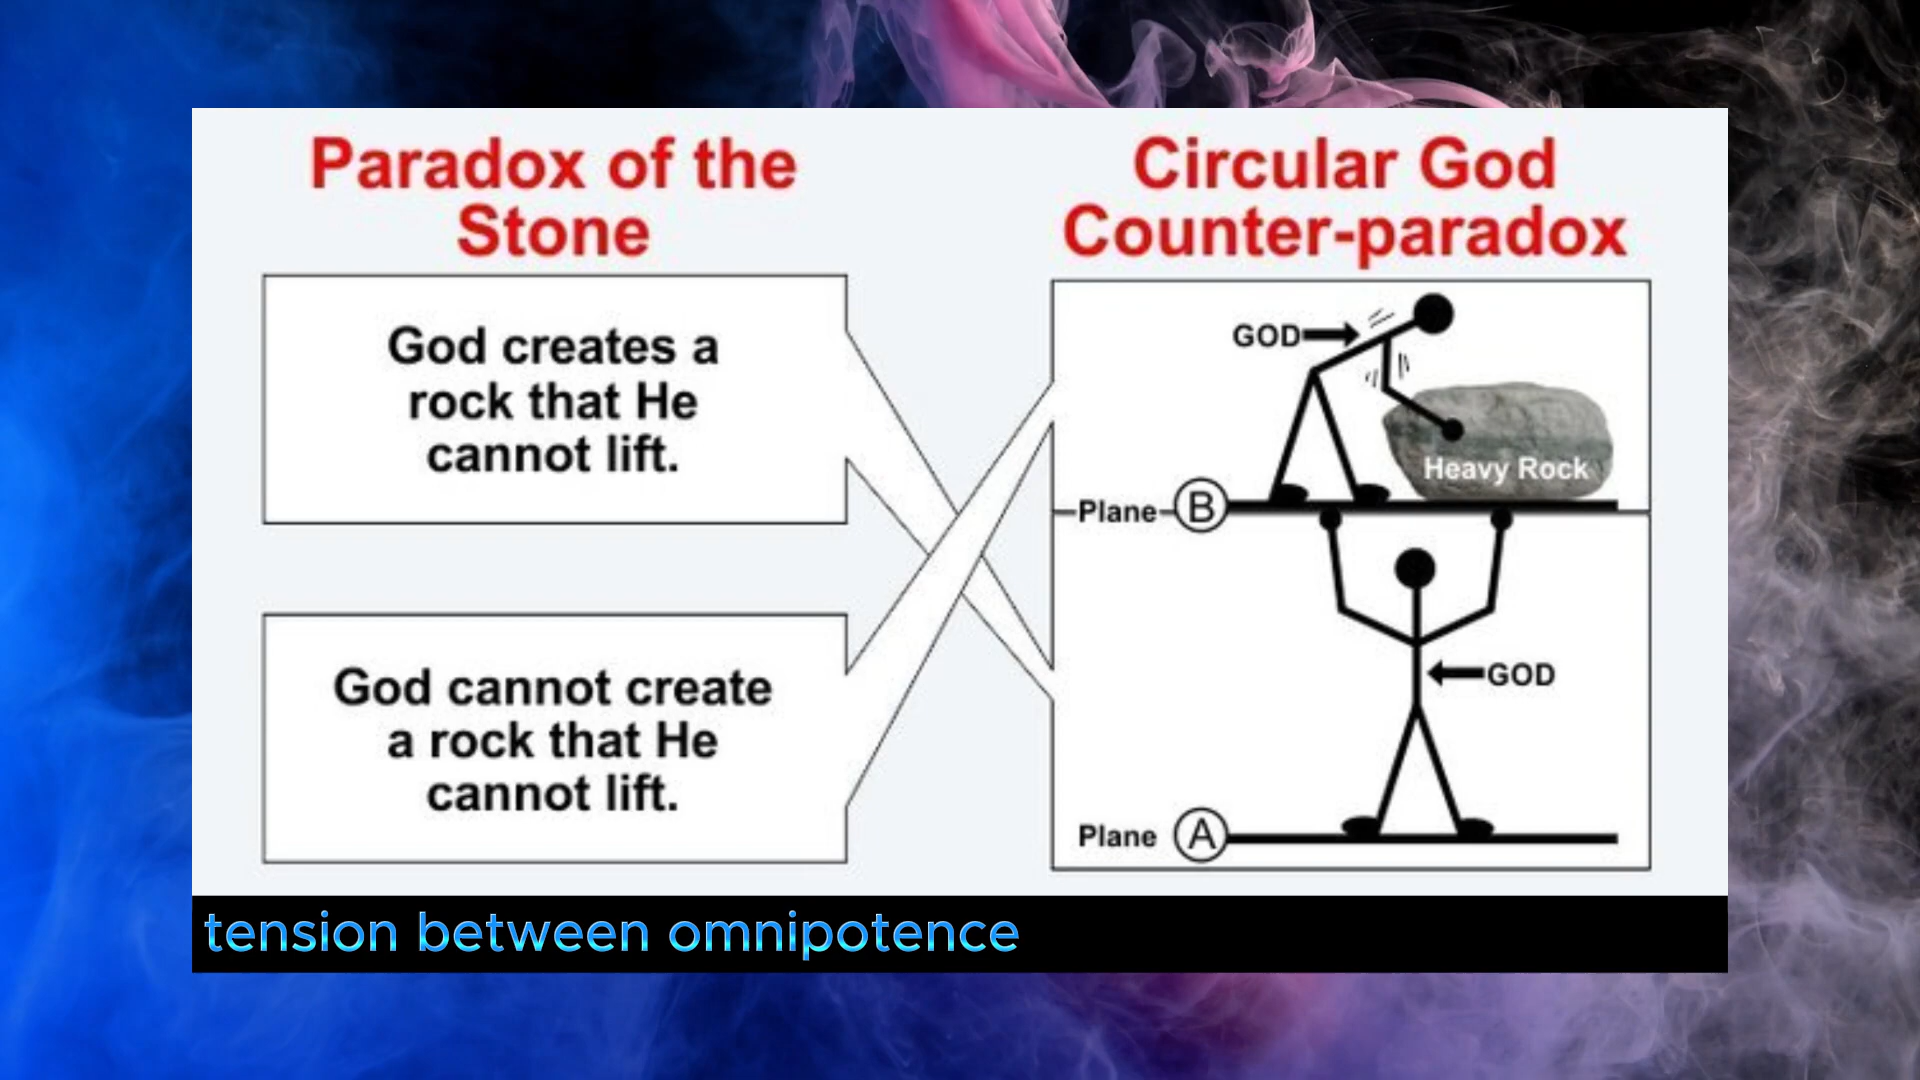 Paradox of the
Stone
God creates a
rock that He
cannot lift.
God cannot create
a rock that He
cannot lift.
Circular God
Counter-paradox
GOD
Heavy Rock
Plane B
GOD
Plane A
tension between omnipotence